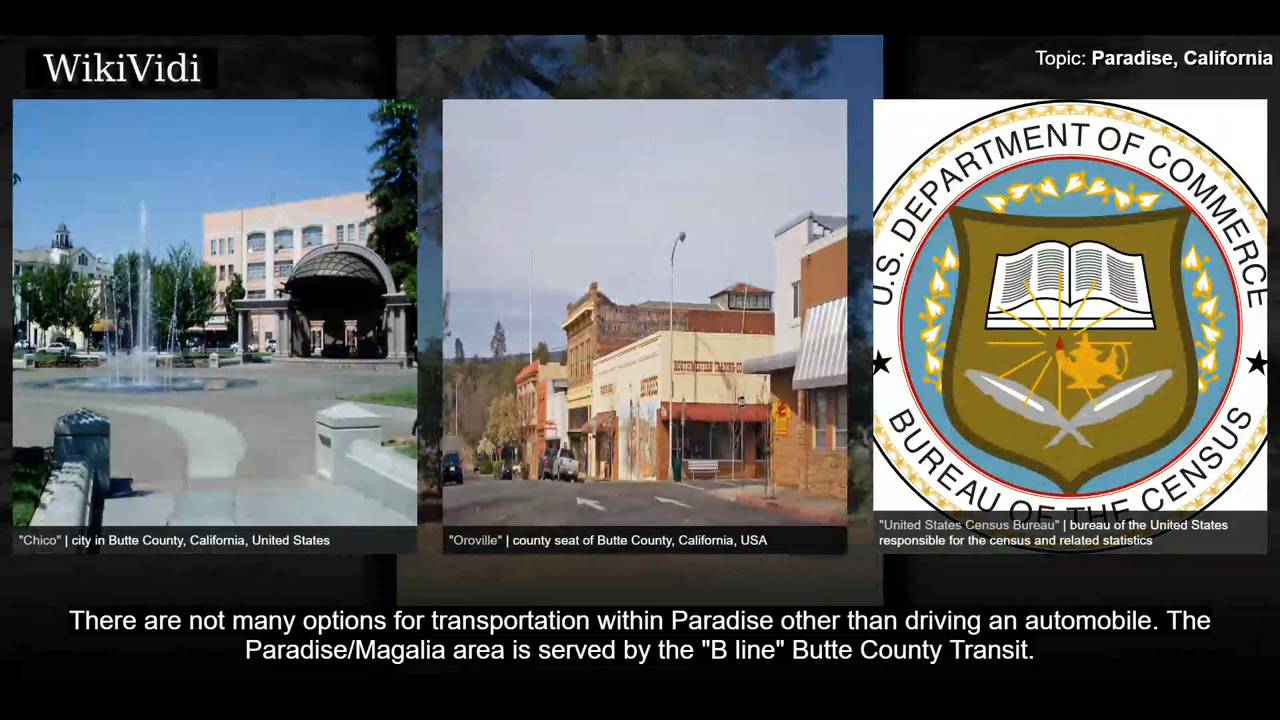 WikiVidi
Topic: Paradise, California
U.S. DEPARTMENT OF COMMERCE
BUREAU OF THE CENSUS
"Chico" | city in Butte County, California, United States
"Oroville" | county seat of Butte County, California, USA
"United States Census Bureau" | bureau of the United States
responsible for the census and related statistics
There are not many options for transportation within Paradise other than driving an automobile. The
Paradise/Magalia area is served by the "B line" Butte County Transit.